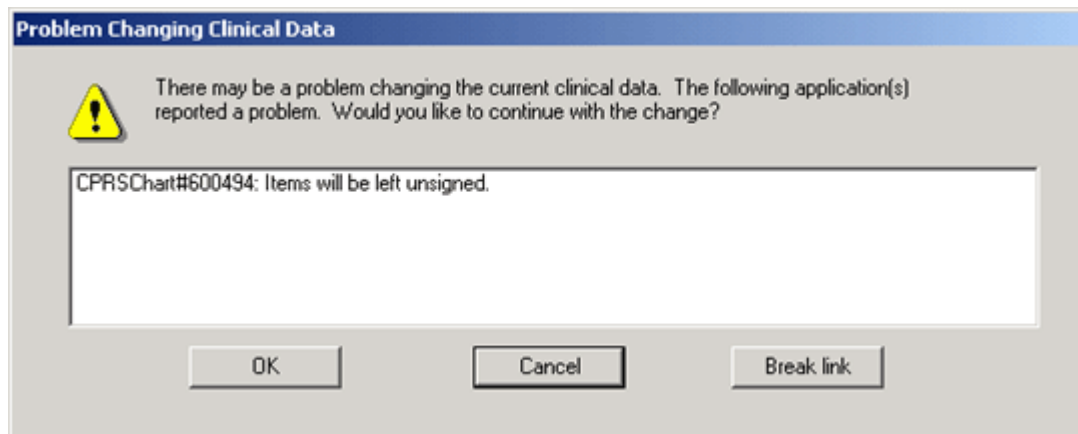 Problem Changing Clinical Data
There may be a problem changing the current clinical data.  The following application(s)
reported a problem.  Would you like to continue with the change?
CPRSChart#600494: Items will be left unsigned.
OK
Cancel
Break link